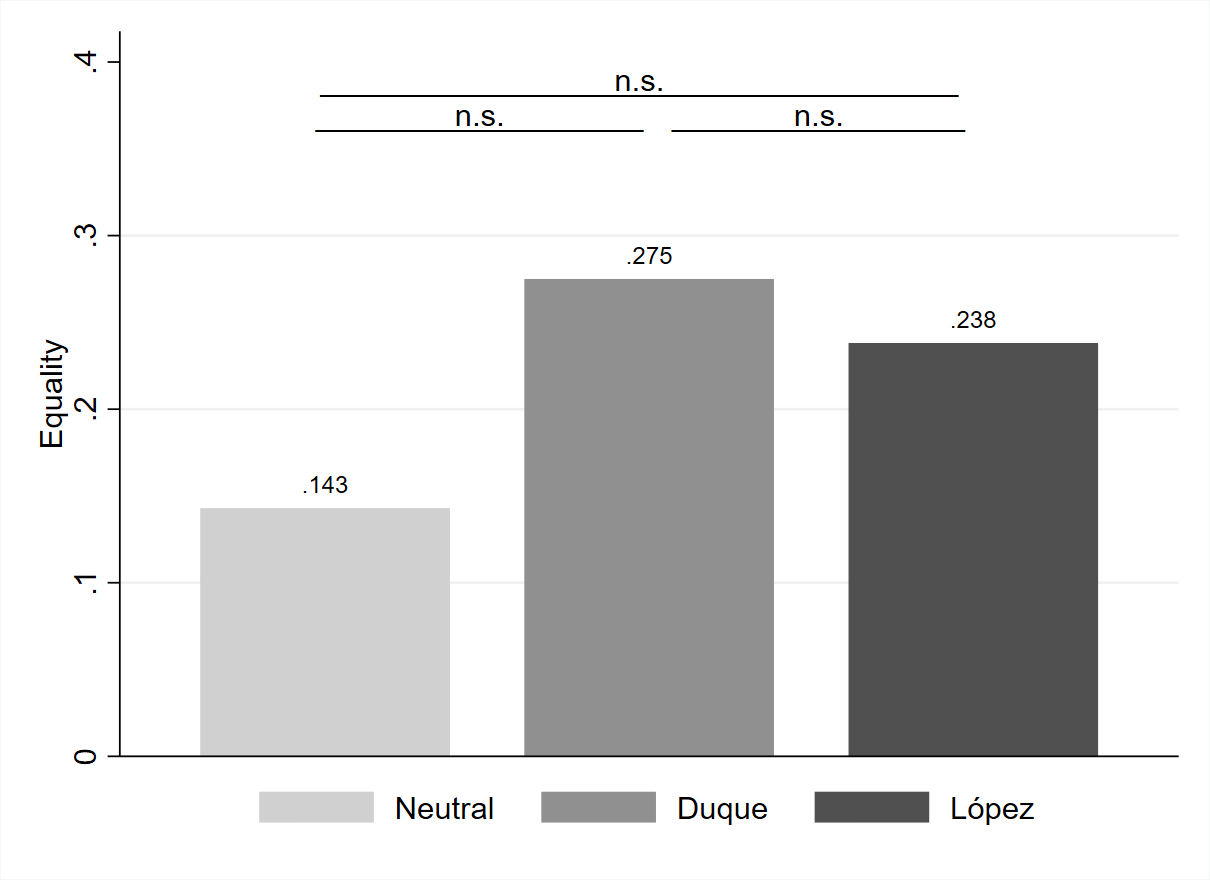 .4
n.s.
n.s. n.s.
.3
.275
.238
Equality
.2
.143
.1
0
Neutral Duque López